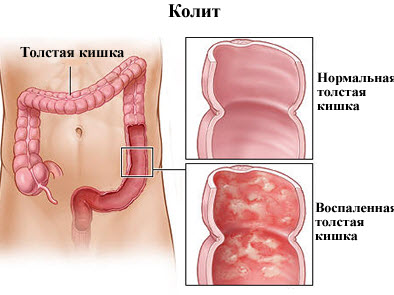 Колит
Толстая кишка
Нормальная
толстая
кишка
Воспаленная
толстая
кишка